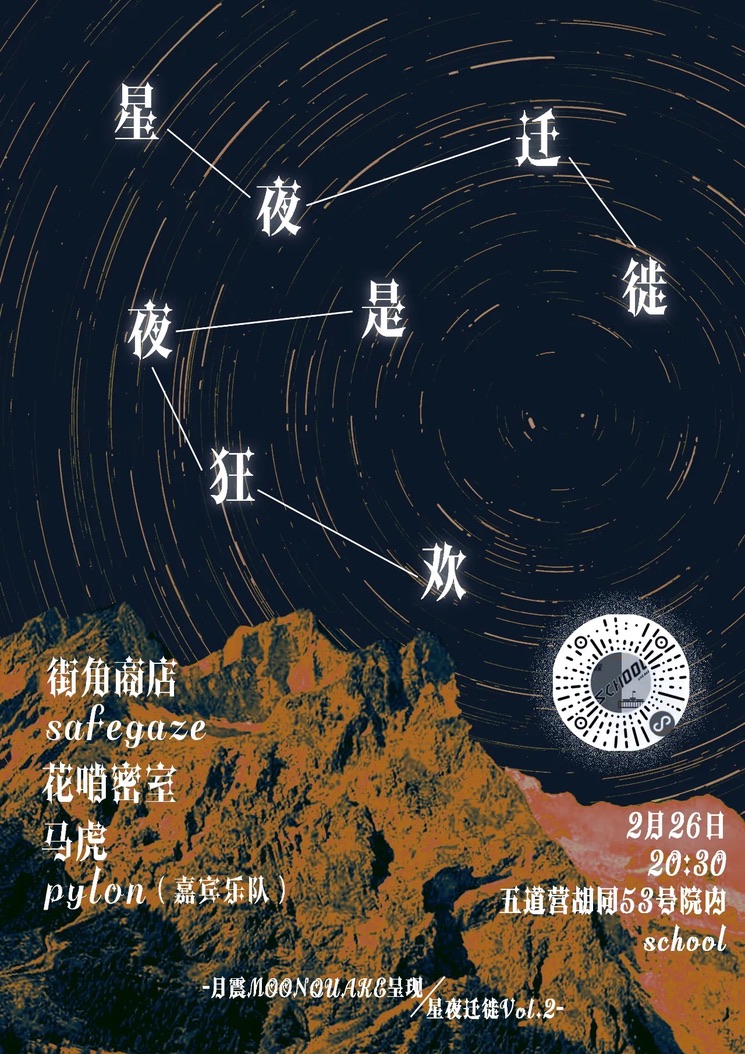 星夜迁徙
夜是狂欢
SCHOOL
街角商店
safegaze
花哨密室
马虎
pylon（嘉宾乐队）
2月26日
20:30
五道营胡同53号院内
school
-月震MOONQUAKE呈现/
星夜迁徙Vol.2-